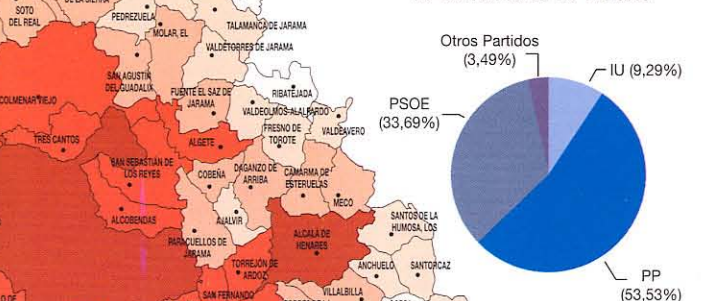 SOTO
DEL REAL
PEDREZUELA
MOLAR, EL
TALAMANCA DE JARAMA
VALDETORRES DE JARAMA
SAN AGUSTÍN
DEL GUADALIX
FUENTE EL SAZ DE
JARAMA
RIBATEJADA
VALDEOLMOS-ALALPARDO
FRESNO DE
TOROTE
VALDEAVERO
COLMENAR VIEJO
TRES CANTOS
ALGETE
SAN SEBASTIÁN DE
LOS REYES
COBEÑA
DAGANZO DE
ARRIBA
CAMARMA DE
ESTERUELAS
MECO
ALCOBENDAS
AJALVIR
PARACUELLOS DE
JARAMA
ALCALÁ DE
HENARES
SANTOS DE LA
HUMOSA, LOS
TORREJÓN DE
ARDOZ
ANCHUELO
SANTORCAZ
SAN FERNANDO
VILLALBILLA
Otros Partidos
(3,49%)
IU (9,29%)
PSOE
(33,69%)
PP
(53,53%)